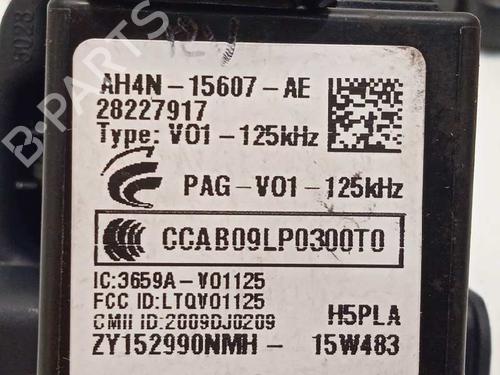 5028
AH4N-15607-AE
28227917
Type: V01-125kHz
PAG-V01-125kHz
CCAB09LP0300T0
IC:3659A-V01125
FCC ID:LTQV01125
CMII ID:2009DJ0209 H5PLA
ZY152990NMH- 15W483
B-PARTS